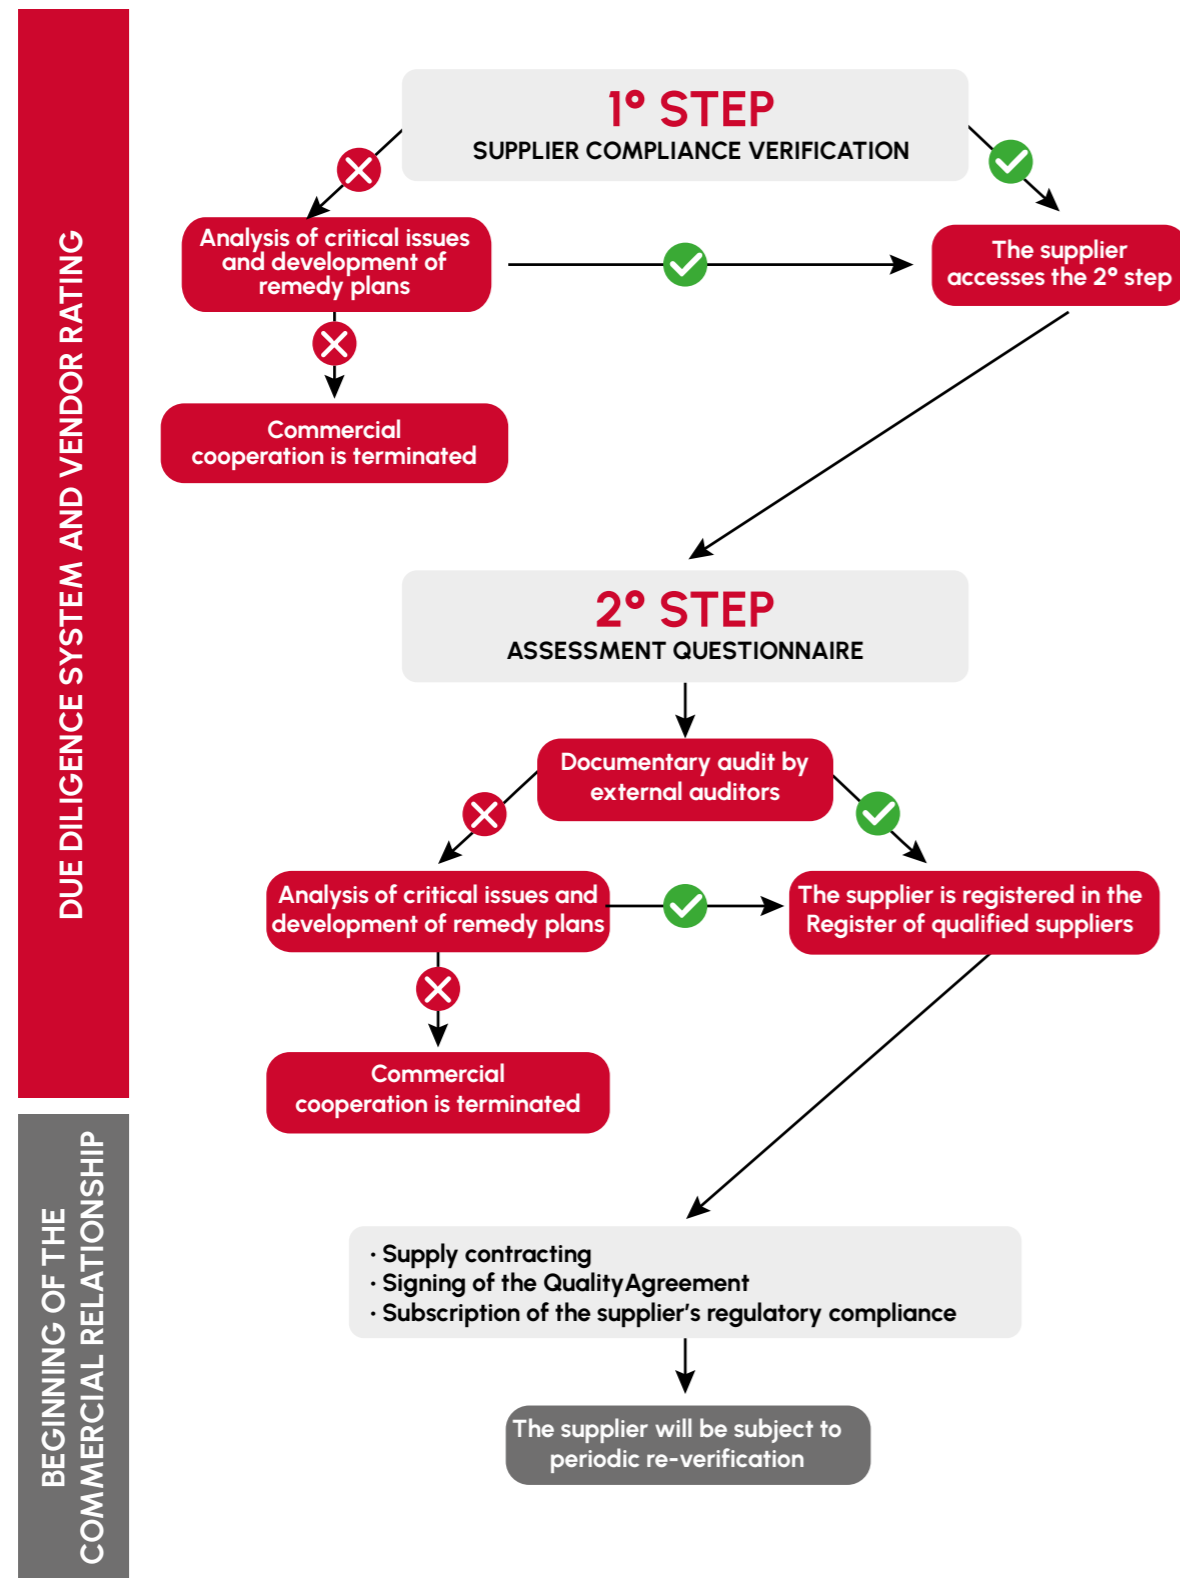 DUE DILIGENCE SYSTEM AND VENDOR RATING
1° STEP
SUPPLIER COMPLIANCE VERIFICATION
Analysis of critical issues
and development of
remedy plans
The supplier
accesses the 2° step
Commercial
cooperation is terminated
2° STEP
ASSESSMENT QUESTIONNAIRE
Documentary audit by
external auditors
Analysis of critical issues and
development of remedy plans
The supplier is registered in the
Register of qualified suppliers
Commercial
cooperation is terminated
BEGINNING OF THE
COMMERCIAL RELATIONSHIP
· Supply contracting
· Signing of the QualityAgreement
· Subscription of the supplier's regulatory compliance
The supplier will be subject to
periodic re-verification